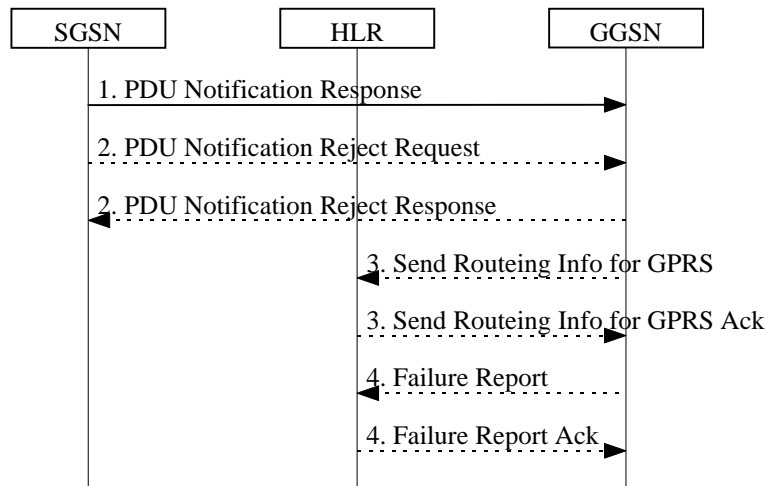 SGSN HLR GGSN
1. PDU Notification Response
2. PDU Notification Reject Request
2. PDU Notification Reject Response
3. Send Routeing Info for GPRS
3. Send Routeing Info for GPRS Ack
4. Failure Report
4. Failure Report Ack